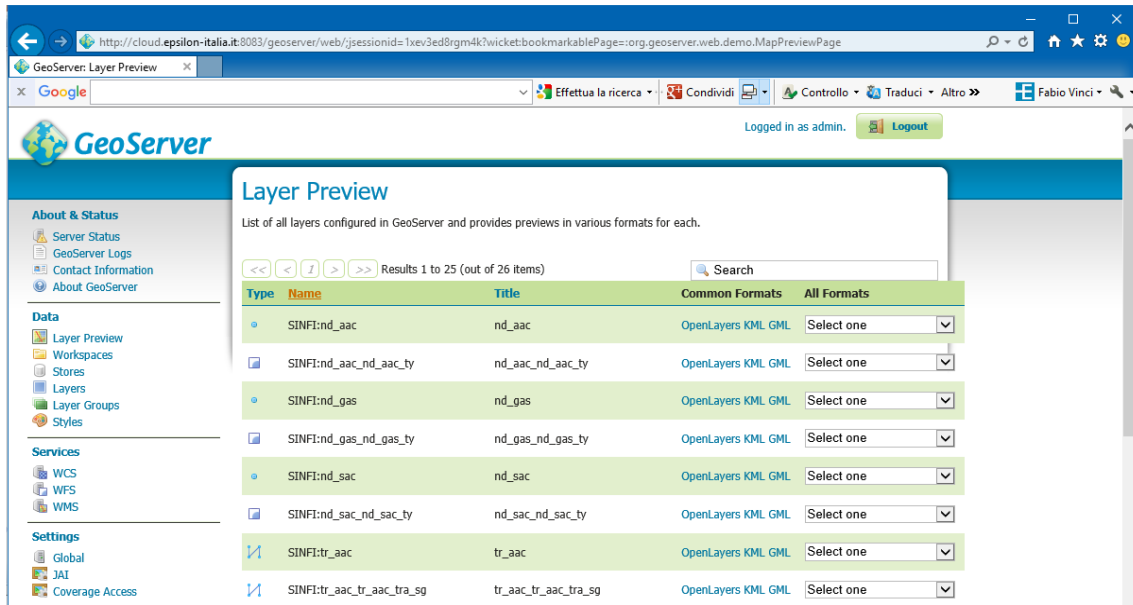 http://cloud.epsilon-italia.it:8083/geoserver/web/;jsessionid=1xev3ed8rgm4k?wicket:bookmarkablePage=:org.geoserver.web.demo.MapPreviewPage
GeoServer: Layer Preview
Google Effettua la ricerca Condividi Controllo Traduci Altro Fabio Vinci
GeoServer
Logged in as admin. Logout
Layer Preview
List of all layers configured in GeoServer and provides previews in various formats for each.
<< < 1 > >> Results 1 to 25 (out of 26 items) Search
Type Name Title Common Formats All Formats
SINFI:nd_aac nd_aac OpenLayers KML GML Select one
SINFI:nd_aac_nd_aac_ty nd_aac_nd_aac_ty OpenLayers KML GML Select one
SINFI:nd_gas nd_gas OpenLayers KML GML Select one
SINFI:nd_gas_nd_gas_ty nd_gas_nd_gas_ty OpenLayers KML GML Select one
SINFI:nd_sac nd_sac OpenLayers KML GML Select one
SINFI:nd_sac_nd_sac_ty nd_sac_nd_sac_ty OpenLayers KML GML Select one
SINFI:tr_aac tr_aac OpenLayers KML GML Select one
SINFI:tr_aac_tr_aac_tra_sg tr_aac_tr_aac_tra_sg OpenLayers KML GML Select one
About & Status
Server Status
GeoServer Logs
Contact Information
About GeoServer
Data
Layer Preview
Workspaces
Stores
Layers
Layer Groups
Styles
Services
WCS
WFS
WMS
Settings
Global
JAI
Coverage Access